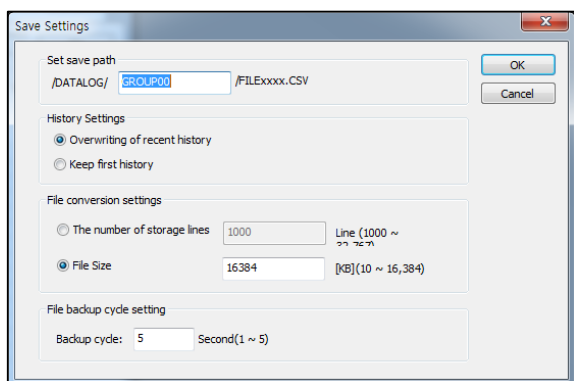 Save Settings
Set save path
/DATALOG/ GROUP00 /FILExxxx.CSV
OK
Cancel
History Settings
Overwriting of recent history
Keep first history
File conversion settings
The number of storage lines 1000 Line (1000 ~
32,767)
File Size 16384 [KB](10 ~ 16,384)
File backup cycle setting
Backup cycle: 5 Second(1 ~ 5)